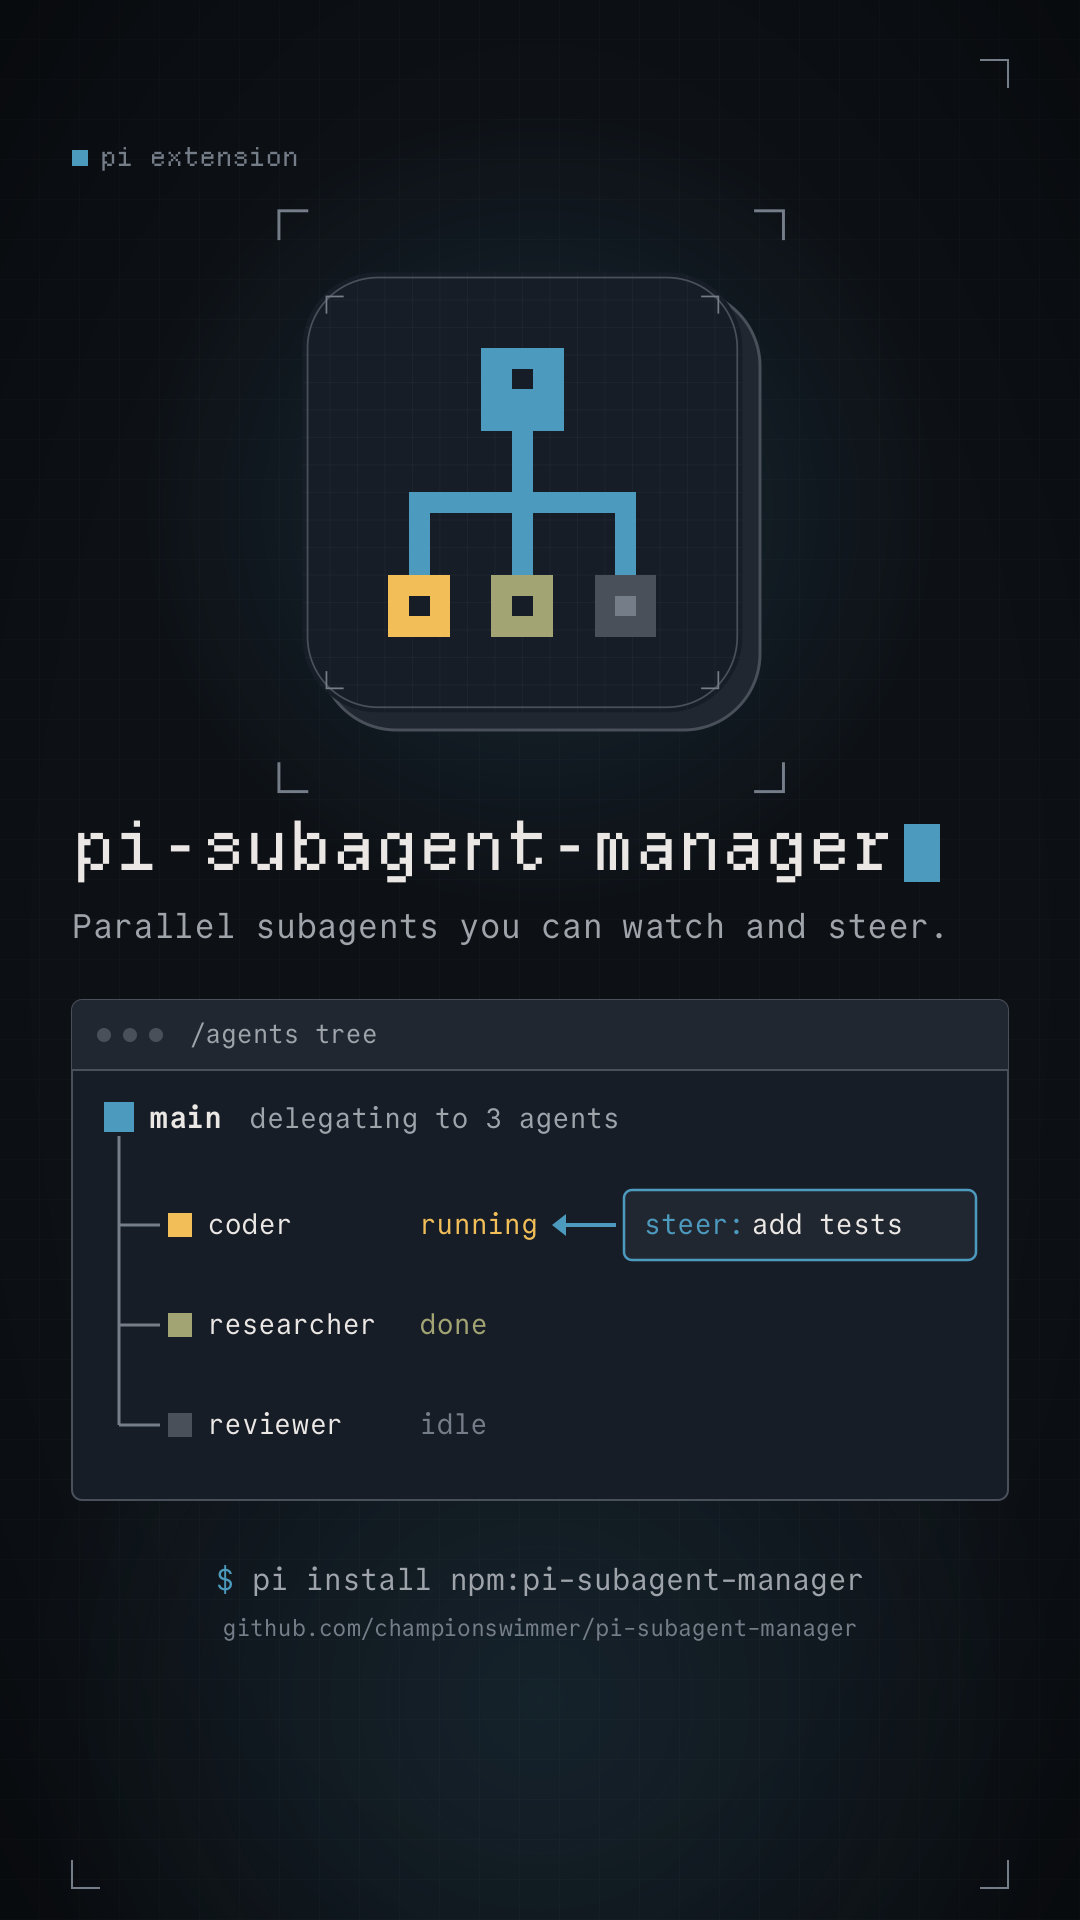 pi extension
pi-subagent-manager
Parallel subagents you can watch and steer.
/agents tree
main delegating to 3 agents
coder running steer: add tests
researcher done
reviewer idle
$ pi install npm:pi-subagent-manager
github.com/championswimmer/pi-subagent-manager